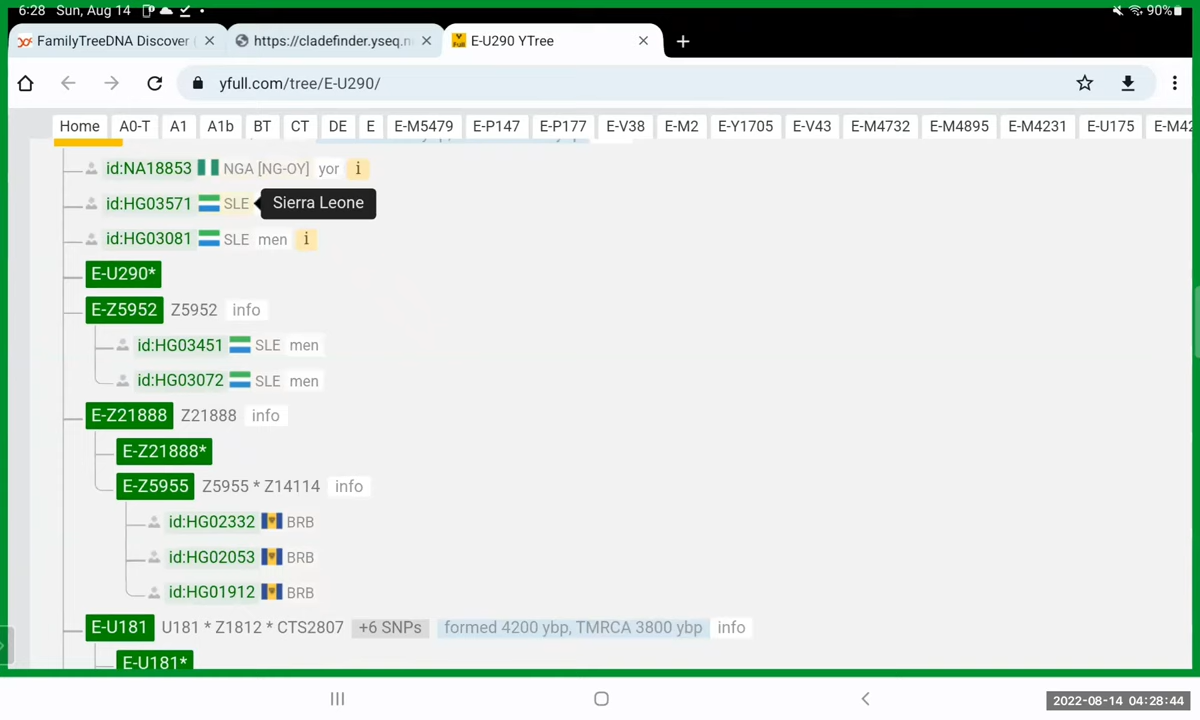 6:28 Sun, Aug 14
90%
FamilyTreeDNA Discover
https://cladefinder.yseq.n
E-U290 YTree
yfull.com/tree/E-U290/
Home A0-T A1 A1b BT CT DE E E-M5479 E-P147 E-P177 E-V38 E-M2 E-Y1705 E-V43 E-M4732 E-M4895 E-M4231 E-U175 E-M42
id:NA18853 NGA [NG-OY] yor i
id:HG03571 SLE Sierra Leone
id:HG03081 SLE men i
E-U290*
E-Z5952 Z5952 info
id:HG03451 SLE men
id:HG03072 SLE men
E-Z21888 Z21888 info
E-Z21888*
E-Z5955 Z5955 * Z14114 info
id:HG02332 BRB
id:HG02053 BRB
id:HG01912 BRB
E-U181 U181 * Z1812 * CTS2807 +6 SNPs formed 4200 ybp, TMRCA 3800 ybp info
E-U181*
2022-08-14 04:28:44